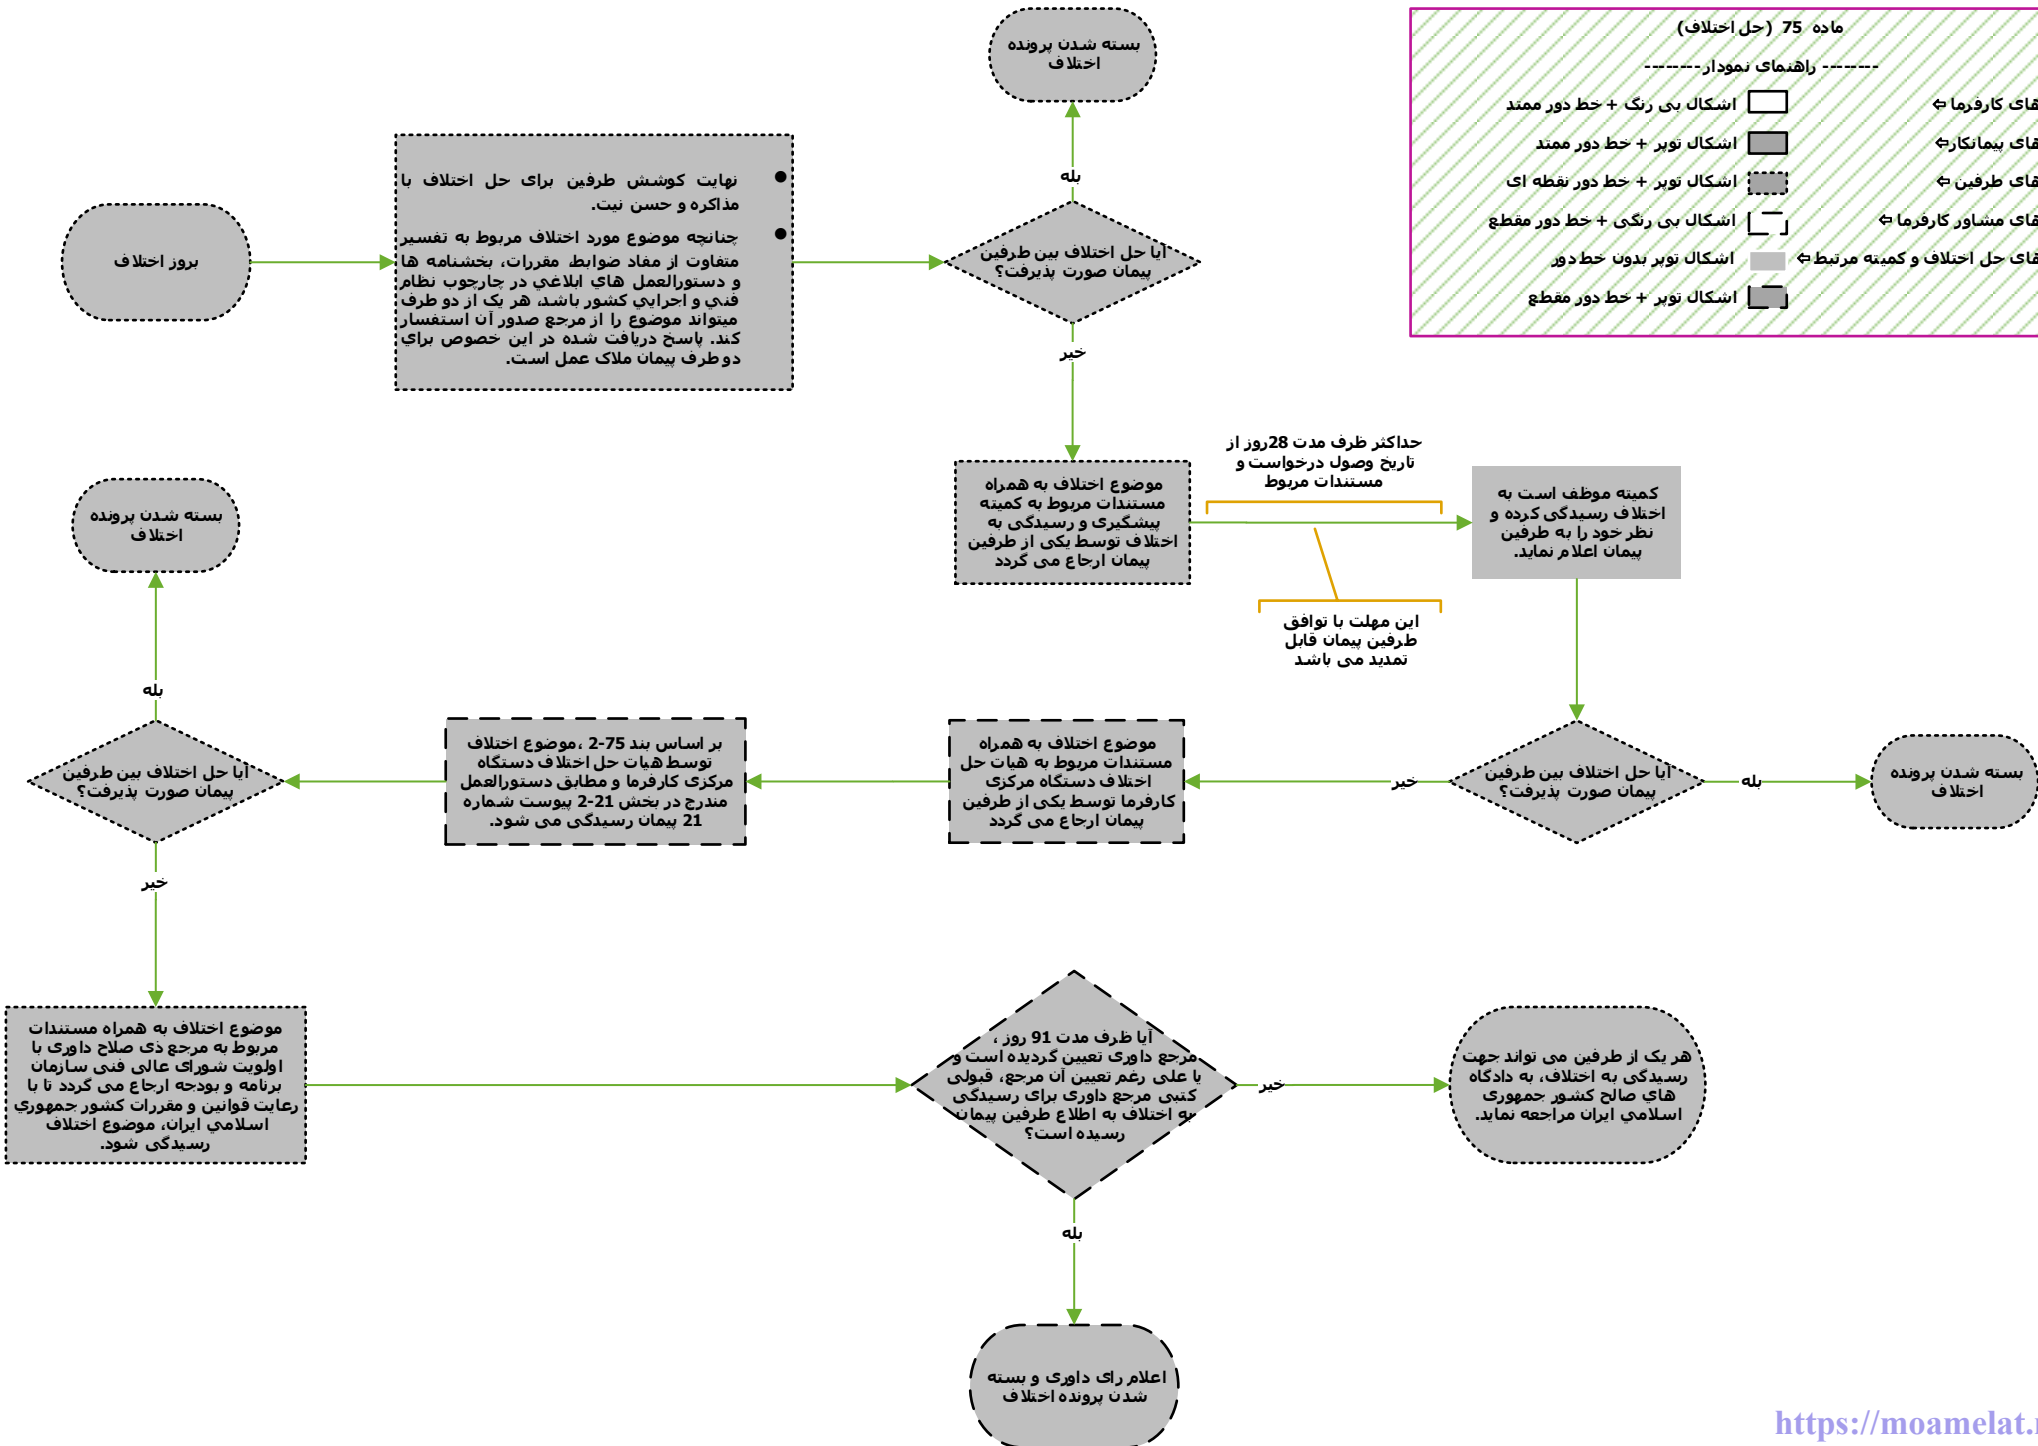 ماده 75 (حل اختلاف)
-------- راهنمای نمودار--------
های کارفرما ⇦ اشکال بی رنگ + خط دور ممتد
های پیمانکار⇦ اشکال توپر + خط دور ممتد
های طرفین ⇦ اشکال توپر + خط دور نقطه ای
های مشاور کارفرما ⇦ اشکال بی رنگی + خط دور مقطع
های حل اختلاف و کمیته مرتبط ⇦ اشکال توپر بدون خط دور
اشکال توپر + خط دور مقطع
بروز اختلاف
● نهایت کوشش طرفین برای حل اختلاف با
مذاکره و حسن نیت.
● چنانچه موضوع مورد اختلاف مربوط به تفسیر
متفاوت از مفاد ضوابط، مقررات، بخشنامه ها
و دستورالعمل هاي ابلاغي در چارچوب نظام
فني و اجرايي کشور باشد، هر یک از دو طرف
میتواند موضوع را از مرجع صدور آن استفسار
کند. پاسخ دریافت شده در این خصوص براي
دو طرف پیمان ملاک عمل است.
آیا حل اختلاف بین طرفین
پیمان صورت پذیرفت؟
بله
بسته شدن پرونده
اختلاف
خیر
موضوع اختلاف به همراه
مستندات مربوط به کمیته
پیشگیری و رسیدگی به
اختلاف توسط یکی از طرفین
پیمان ارجاع می گردد
حداکثر ظرف مدت 28روز از
تاریخ وصول درخواست و
مستندات مربوط
این مهلت با توافق
طرفین پیمان قابل
تمدید می باشد
کمیته موظف است به
اختلاف رسیدگی کرده و
نظر خود را به طرفین
پیمان اعلام نماید.
آیا حل اختلاف بین طرفین
پیمان صورت پذیرفت؟
بله
بسته شدن پرونده
اختلاف
خیر
موضوع اختلاف به همراه
مستندات مربوط به هیات حل
اختلاف دستگاه مرکزی
کارفرما توسط یکی از طرفین
پیمان ارجاع می گردد
بر اساس بند 75-2 ،موضوع اختلاف
توسط هیات حل اختلاف دستگاه
مرکزی کارفرما و مطابق دستورالعمل
مندرج در بخش 21-2 پیوست شماره
21 پیمان رسیدگی می شود.
آیا حل اختلاف بین طرفین
پیمان صورت پذیرفت؟
بله
بسته شدن پرونده
اختلاف
خیر
موضوع اختلاف به همراه مستندات
مربوط به مرجع ذی صلاح داوری با
اولویت شورای عالی فنی سازمان
برنامه و بودجه ارجاع می گردد تا با
رعایت قوانین و مقررات کشور جمهوري
اسلامي ایران، موضوع اختلاف
رسیدگی شود.
آیا ظرف مدت 91 روز ،
مرجع داوری تعیین گردیده است و
یا علی رغم تعیین آن مرجع، قبولی
کتبی مرجع داوری برای رسیدگی
به اختلاف به اطلاع طرفین پیمان
رسیده است؟
خیر
هر یک از طرفین می تواند جهت
رسیدگی به اختلاف، به دادگاه
هاي صالح کشور جمهوري
اسلامي ایران مراجعه نماید.
بله
اعلام رای داوری و بسته
شدن پرونده اختلاف
https://moamelat.